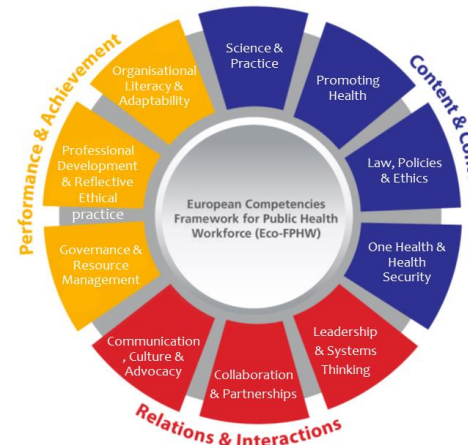 Performance & Achievement
Content & Con
Relations & Interactions
Science &
Practice
Promoting
Health
Law, Policies
& Ethics
One Health &
Health
Security
Leadership
& Systems
Thinking
Collaboration
& Partnerships
Communication
, Culture &
Advocacy
Governance &
Resource
Management
Professional
Development
& Reflective
Ethical
practice
Organisational
Literacy &
Adaptability
European Competencies
Framework for Public Health
Workforce (Eco-FPHW)